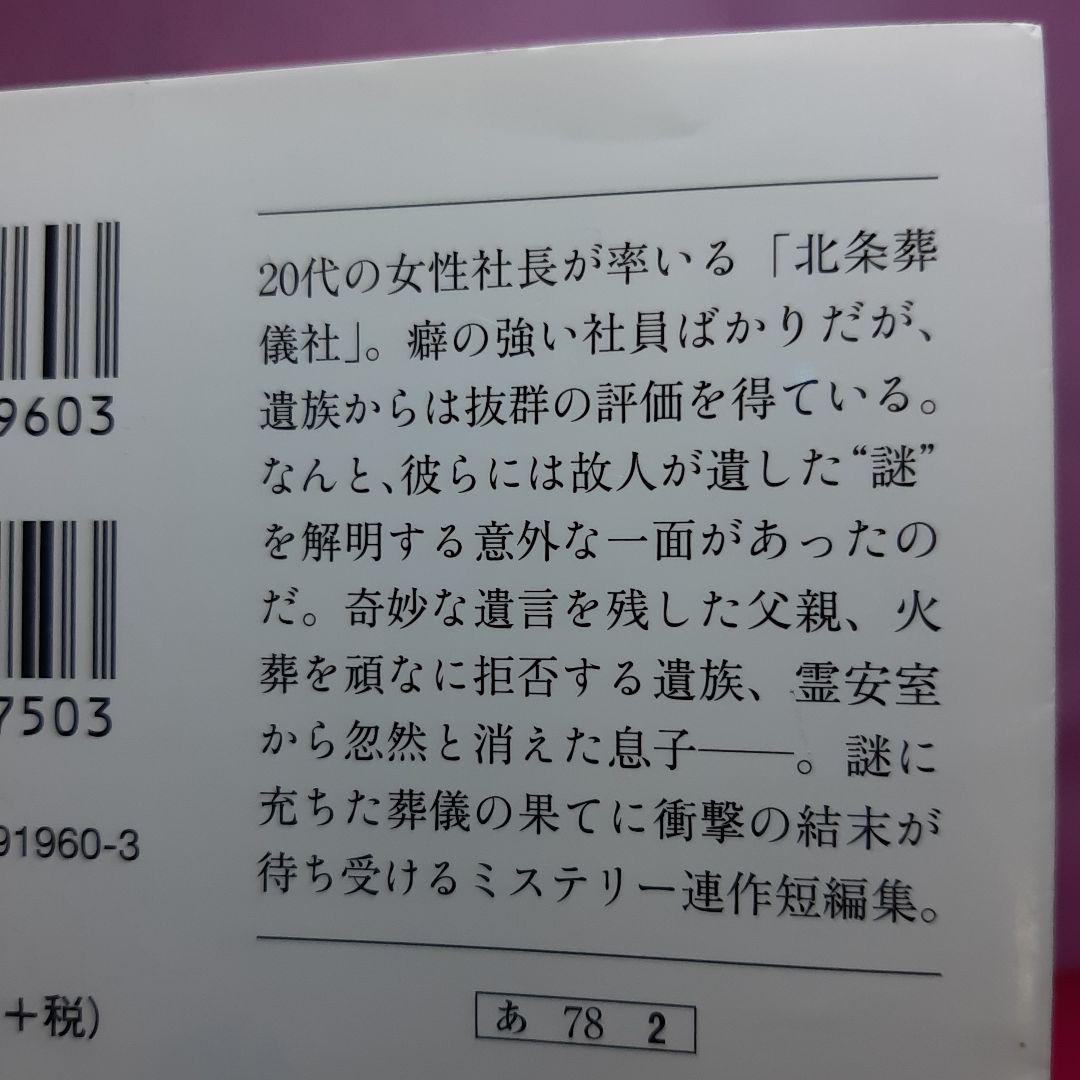 20代の女性社長が率いる「北条葬
儀社」。癖の強い社員ばかりだが、
遺族からは抜群の評価を得ている。
なんと、彼らには故人が遺した“謎”
を解明する意外な一面があったの
だ。奇妙な遺言を残した父親、火
葬を頑なに拒否する遺族、霊安室
から忽然と消えた息子――。謎に
充ちた葬儀の果てに衝撃の結末が
待ち受けるミステリー連作短編集。
9603
7503
91960-3
+税)
あ 78 2